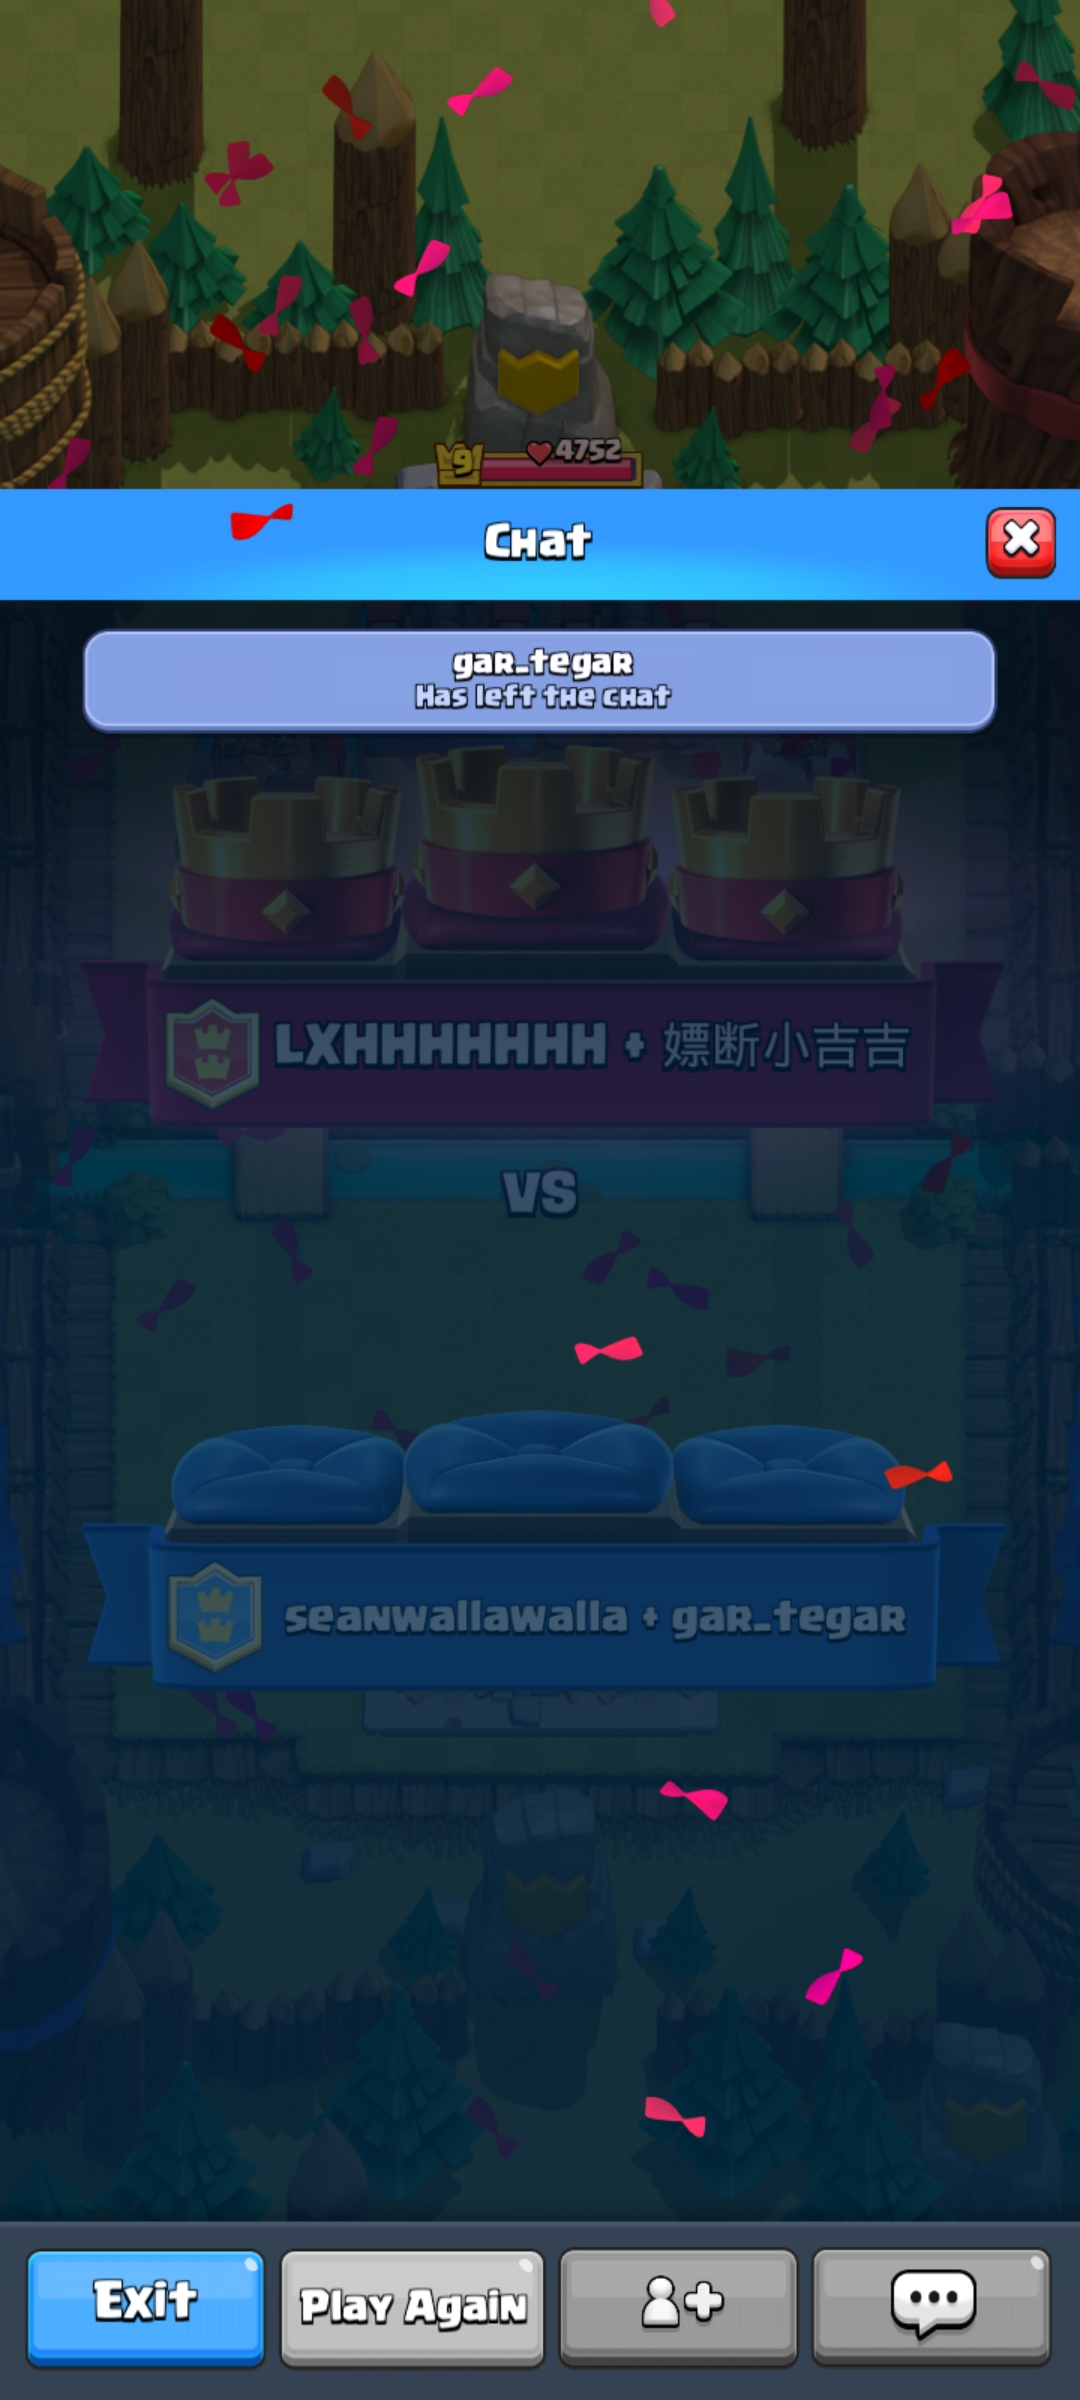 9
4752
Chat
gar_tegar
Has left the chat
LXHHHHHHH + 嫖断小吉吉
VS
seanwallawalla + gar_tegar
Exit
Play Again